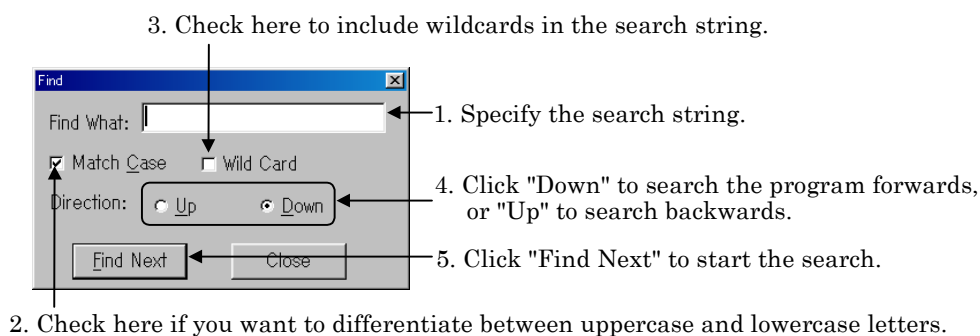 3. Check here to include wildcards in the search string.
Find
Find What:
1. Specify the search string.
Match Case
Wild Card
Direction:
Up
Down
4. Click "Down" to search the program forwards,
or "Up" to search backwards.
Find Next
Close
5. Click "Find Next" to start the search.
2. Check here if you want to differentiate between uppercase and lowercase letters.